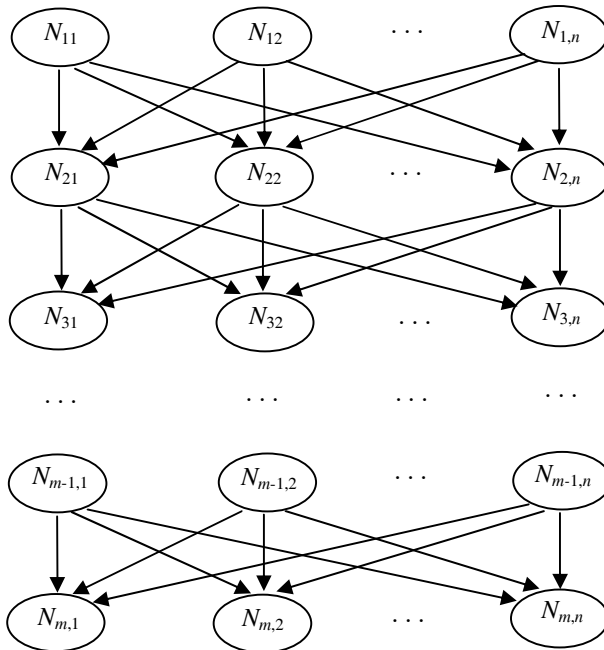 N₁₁ N₁₂ . . . N₁,ₙ
N₂₁ N₂₂ . . . N₂,ₙ
N₃₁ N₃₂ . . . N₃,ₙ
. . . . . . . . . . . .
Nₘ₋₁,₁ Nₘ₋₁,₂ . . . Nₘ₋₁,ₙ
Nₘ,₁ Nₘ,₂ . . . Nₘ,ₙ